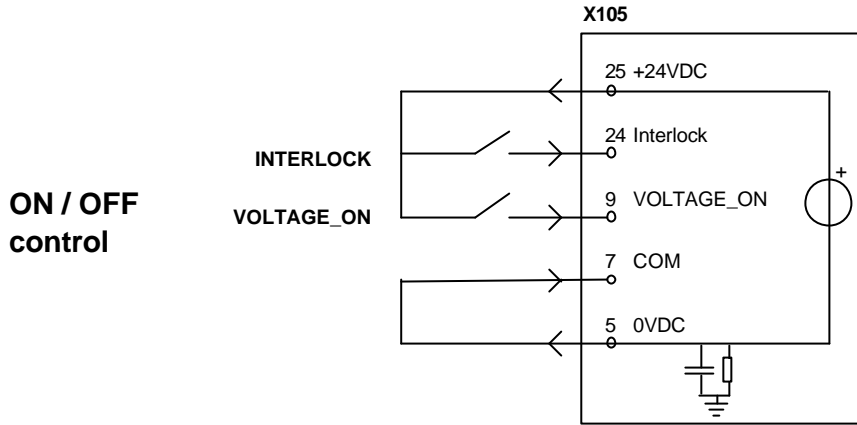 X105
25 +24VDC
24 Interlock
INTERLOCK
+
9 VOLTAGE_ON
VOLTAGE_ON
ON / OFF
control
7 COM
5 0VDC